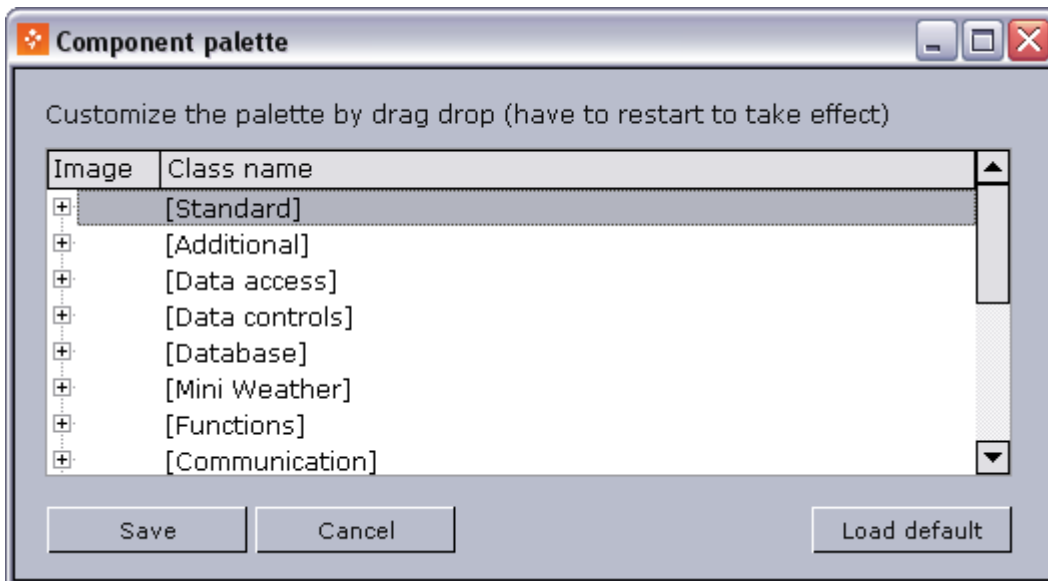 Component palette
Customize the palette by drag drop (have to restart to take effect)
Image Class name
[Standard]
[Additional]
[Data access]
[Data controls]
[Database]
[Mini Weather]
[Functions]
[Communication]
Save Cancel Load default